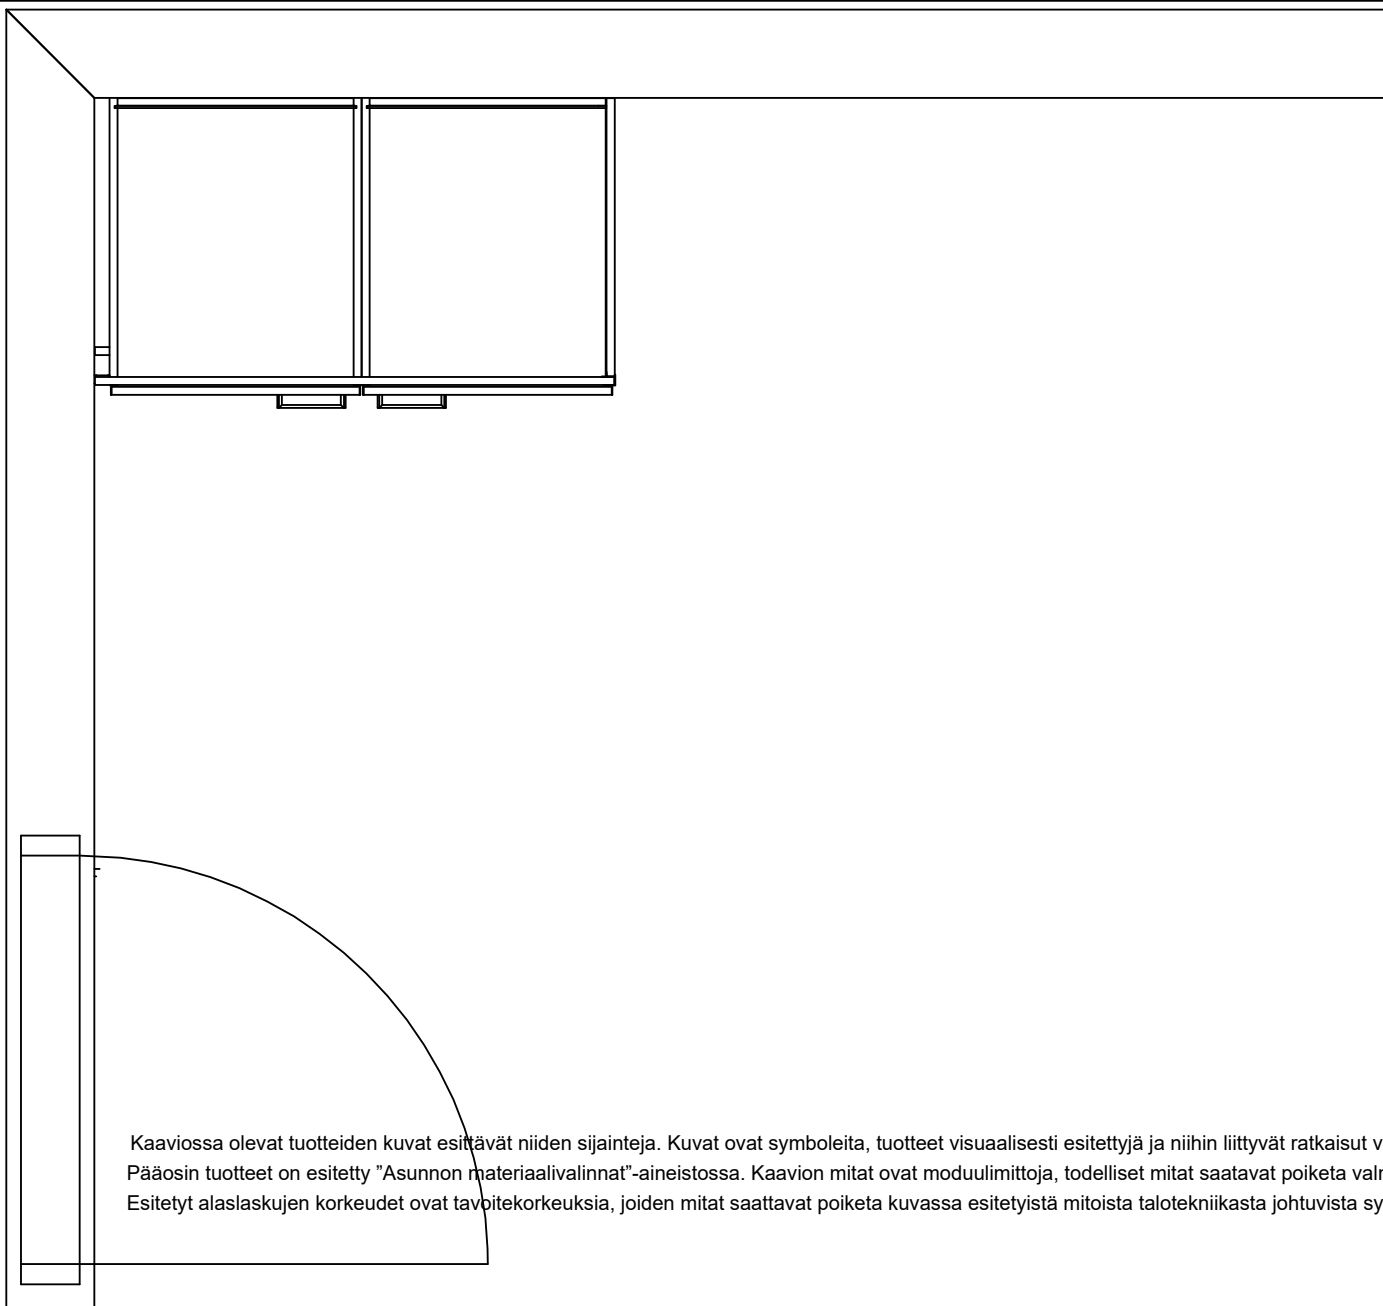 Kaaviossa olevat tuotteiden kuvat esittävät niiden sijainteja. Kuvat ovat symboleita, tuotteet visuaalisesti esitettyjä ja niihin liittyvät ratkaisut
Pääosin tuotteet on esitetty ”Asunnon materiaalivalinnat”-aineistossa. Kaavion mitat ovat moduulimittoja, todelliset mitat saatavat poiketa
Esitetyt alaslaskujen korkeudet ovat tavoitekorkeuksia, joiden mitat saattavat poiketa kuvassa esitetyistä mitoista talotekniikasta johtuvista